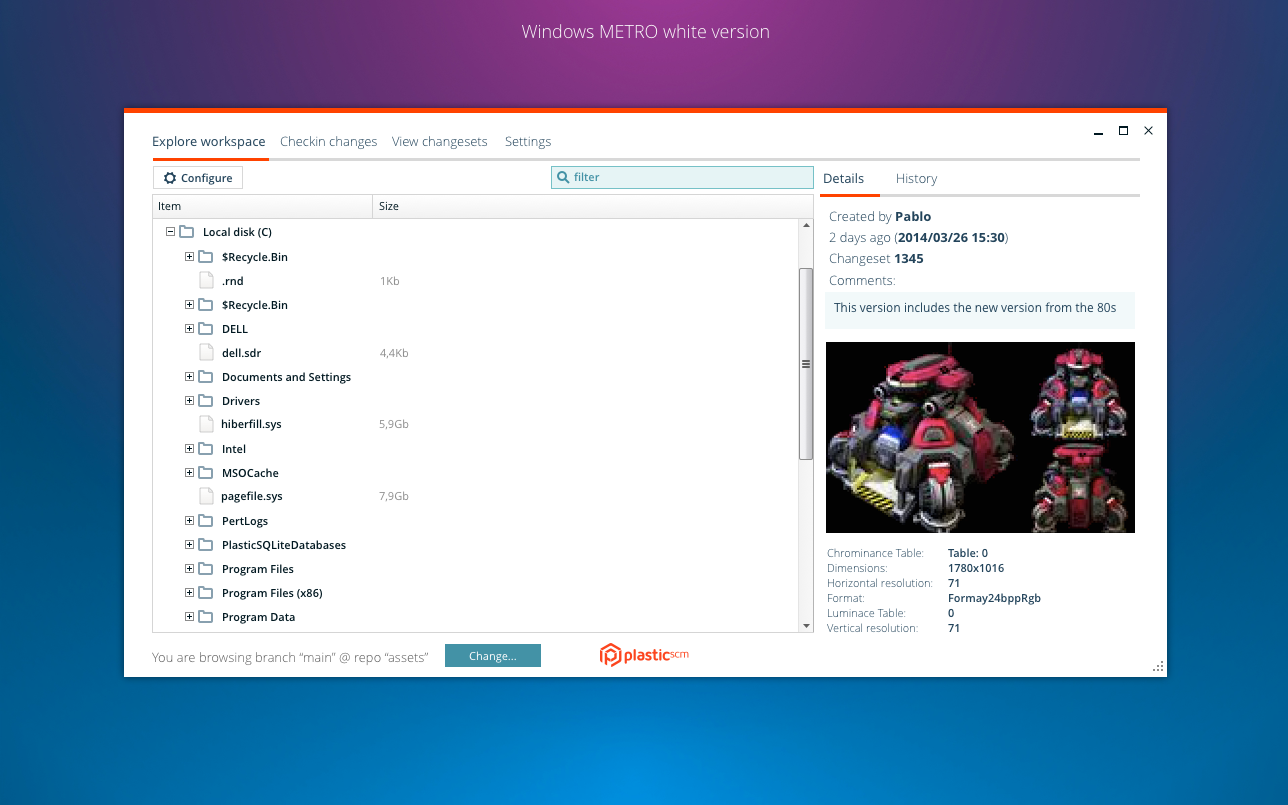 Windows METRO white version
Explore workspace Checkin changes View changesets Settings
Configure
filter
Item Size
Local disk (C)
$Recycle.Bin
.rnd 1Kb
$Recycle.Bin
DELL
dell.sdr 4,4Kb
Documents and Settings
Drivers
hiberfill.sys 5,9Gb
Intel
MSOCache
pagefile.sys 7,9Gb
PertLogs
PlasticSQLiteDatabases
Program Files
Program Files (x86)
Program Data
Details History
Created by Pablo
2 days ago (2014/03/26 15:30)
Changeset 1345
Comments:
This version includes the new version from the 80s
Chrominance Table: Table: 0
Dimensions: 1780x1016
Horizontal resolution: 71
Format: Formay24bppRgb
Luminace Table: 0
Vertical resolution: 71
You are browsing branch “main” @ repo “assets”
Change...
plasticscm